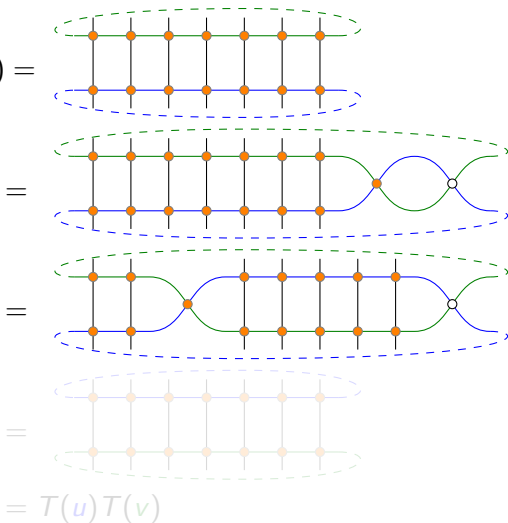 ) =
=
=
=
= T(u)T(v)